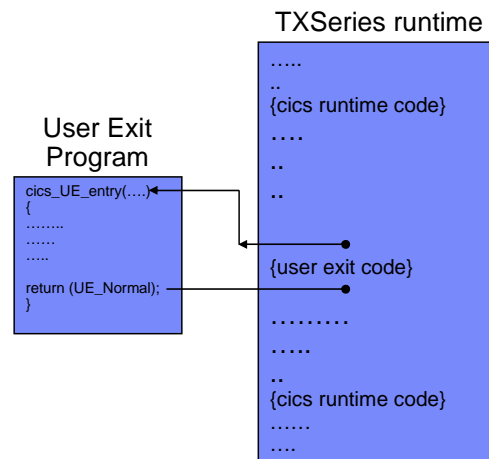 TXSeries runtime
…..
..
{cics runtime code}
….
..
..
{user exit code}
………
…..
..
{cics runtime code}
……
….
User Exit
Program
cics_UE_entry(….)
{
……..
……
…..
return (UE_Normal);
}